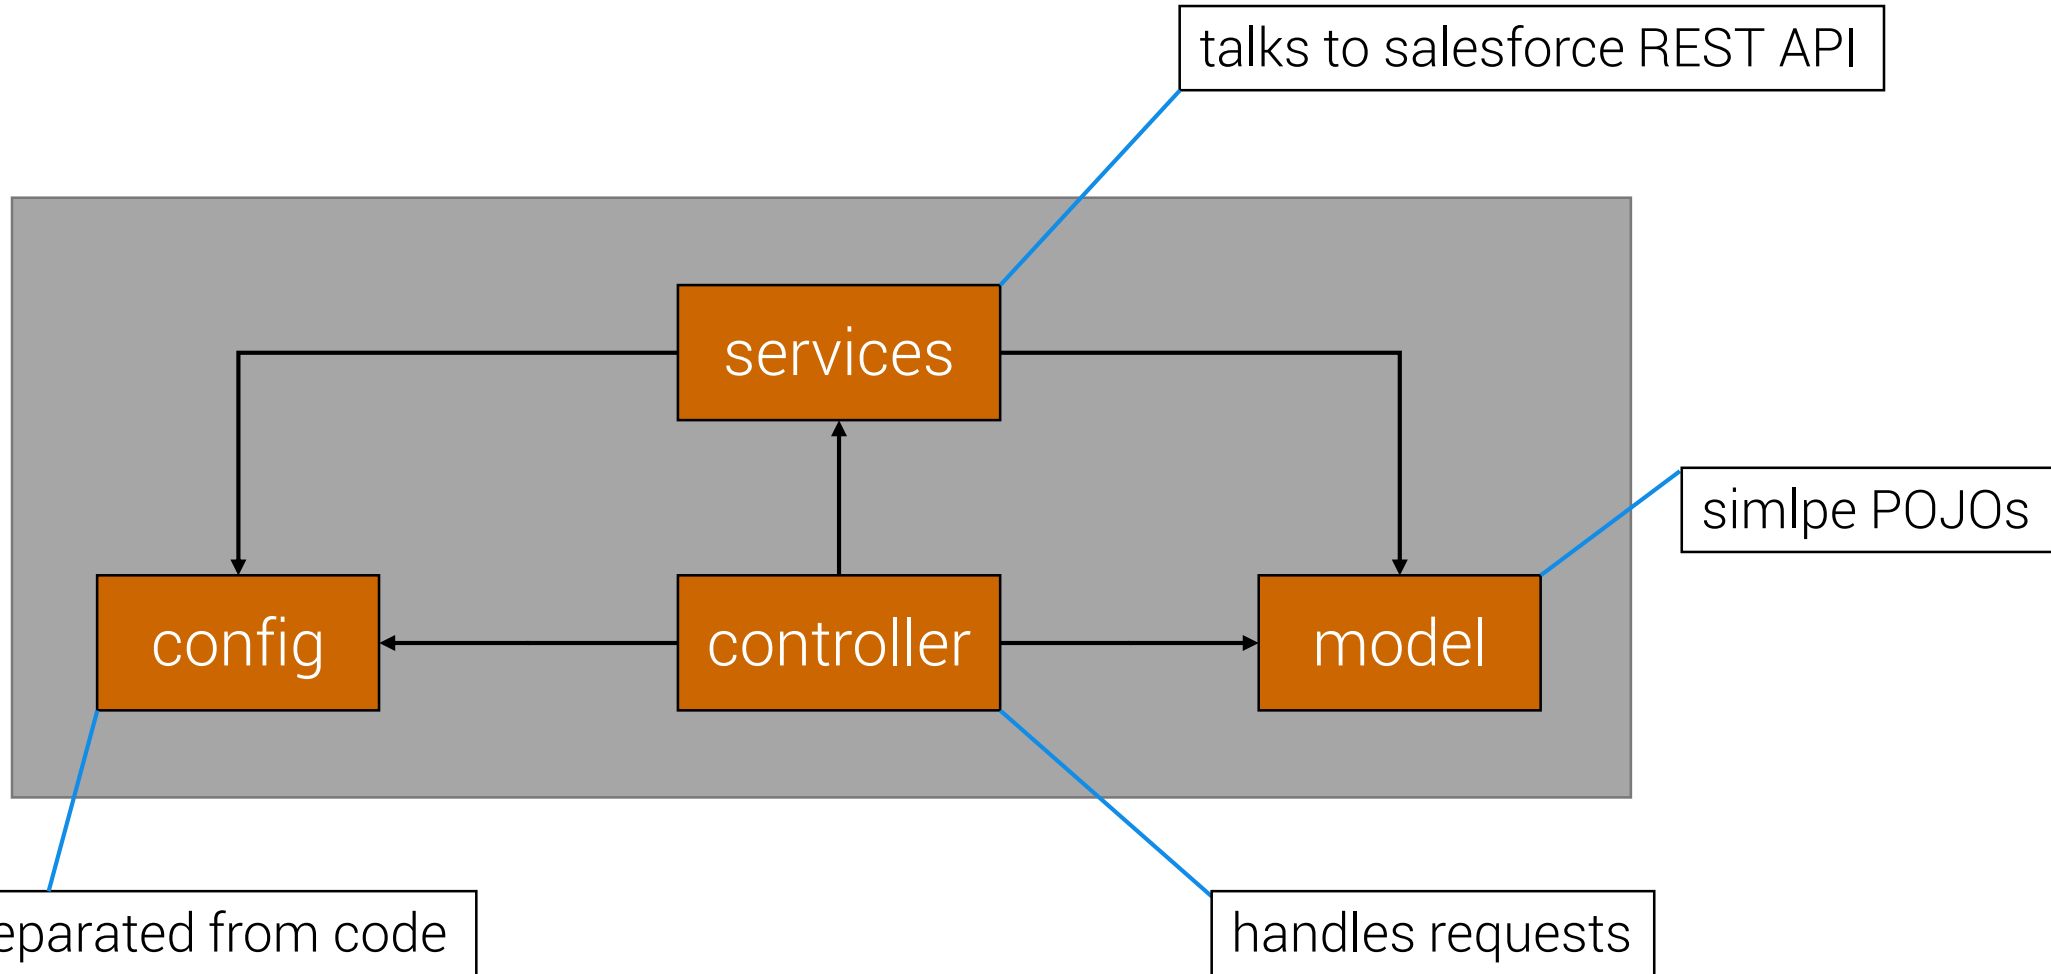 talks to salesforce REST API
services
simlpe POJOs
config
controller
model
eparated from code
handles requests